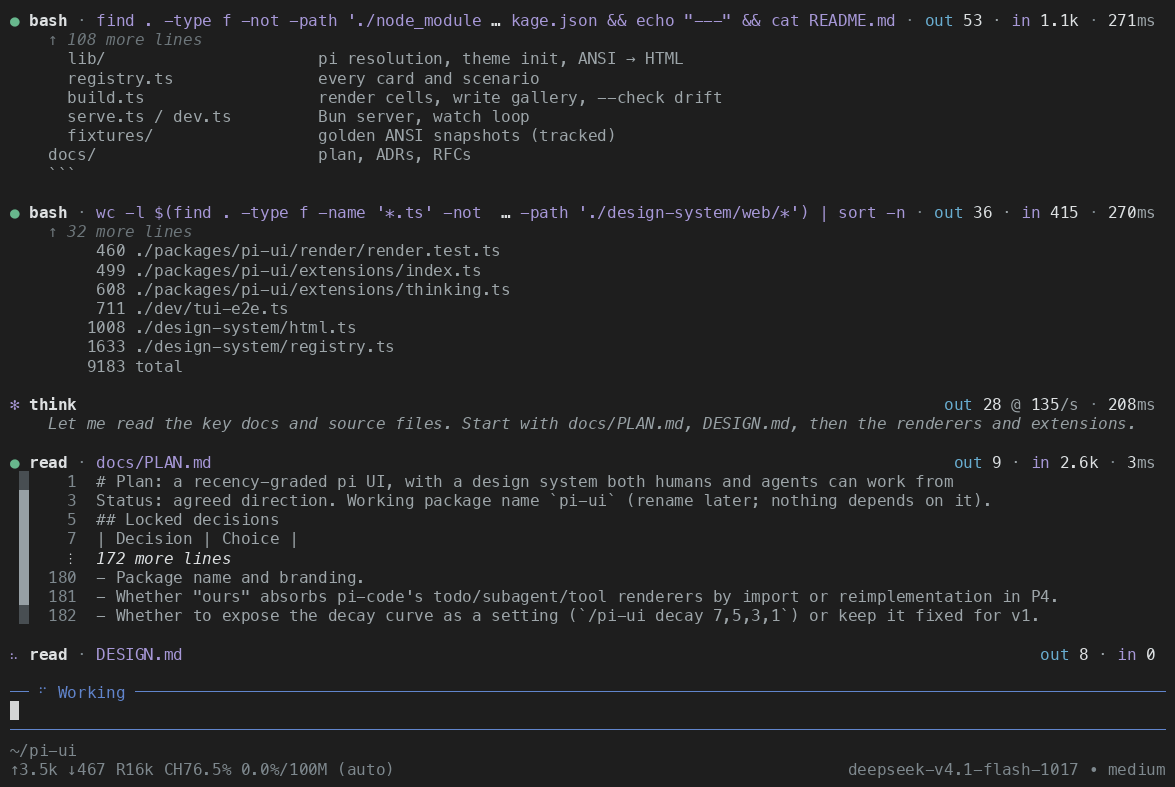 ● bash · find . -type f -not -path './node_module … kage.json && echo "---" && cat README.md · out 53 · in 1.1k · 271ms
↑ 108 more lines
lib/ pi resolution, theme init, ANSI → HTML
registry.ts every card and scenario
build.ts render cells, write gallery, --check drift
serve.ts / dev.ts Bun server, watch loop
fixtures/ golden ANSI snapshots (tracked)
docs/ plan, ADRs, RFCs
```
● bash · wc -l $(find . -type f -name '*.ts' -not … -path './design-system/web/*') | sort -n · out 36 · in 415 · 270ms
↑ 32 more lines
460 ./packages/pi-ui/render/render.test.ts
499 ./packages/pi-ui/extensions/index.ts
608 ./packages/pi-ui/extensions/thinking.ts
711 ./dev/tui-e2e.ts
1008 ./design-system/html.ts
1633 ./design-system/registry.ts
9183 total
✻ think out 28 @ 135/s · 208ms
Let me read the key docs and source files. Start with docs/PLAN.md, DESIGN.md, then the renderers and extensions.
● read · docs/PLAN.md out 9 · in 2.6k · 3ms
1 # Plan: a recency-graded pi UI, with a design system both humans and agents can work from
3 Status: agreed direction. Working package name `pi-ui` (rename later; nothing depends on it).
5 ## Locked decisions
7 | Decision | Choice |
⋮ 172 more lines
180 - Package name and branding.
181 - Whether "ours" absorbs pi-code's todo/subagent/tool renderers by import or reimplementation in P4.
182 - Whether to expose the decay curve as a setting (`/pi-ui decay 7,5,3,1`) or keep it fixed for v1.
read · DESIGN.md out 8 · in 0
Working
~/pi-ui
↑3.5k ↓467 R16k CH76.5% 0.0%/100M (auto) deepseek-v4.1-flash-1017 • medium